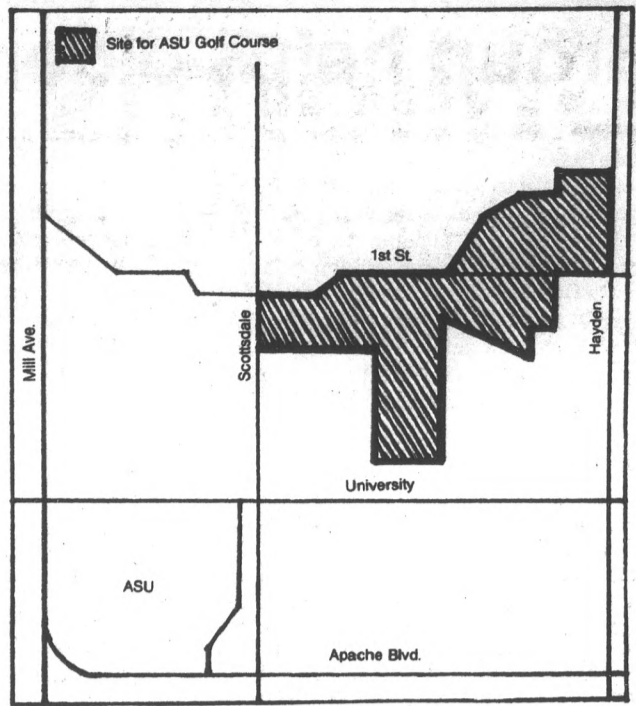 Site for ASU Golf Course
1st St.
Mill Ave.
Scottsdale
Hayden
University
ASU
Apache Blvd.